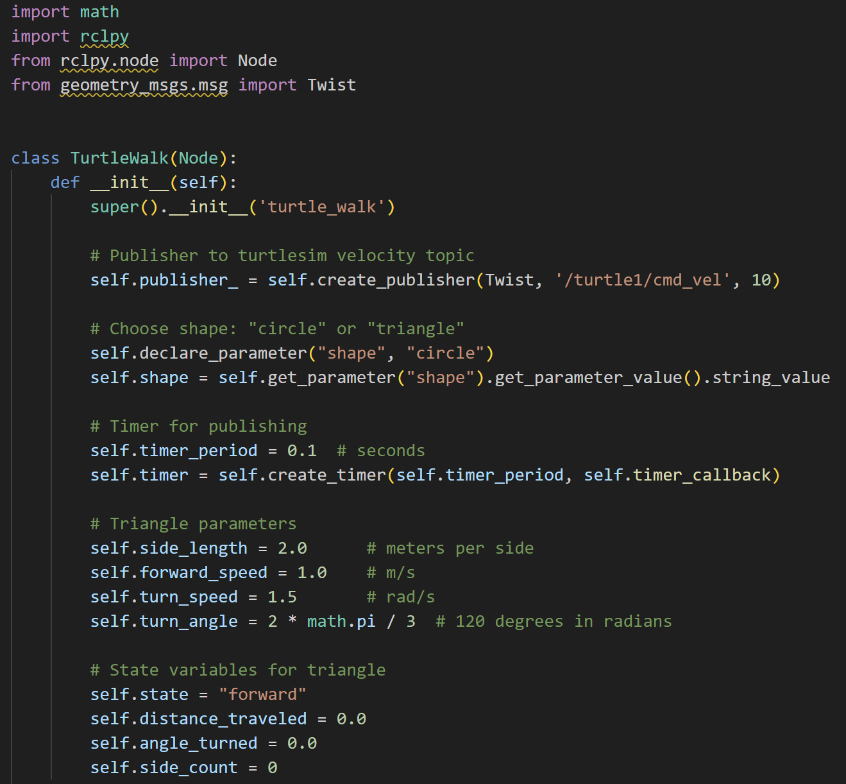 import math
import rclpy
from rclpy.node import Node
from geometry_msgs.msg import Twist
class TurtleWalk(Node):
def __init__(self):
super().__init__('turtle_walk')
# Publisher to turtlesim velocity topic
self.publisher_ = self.create_publisher(Twist, '/turtle1/cmd_vel', 10)
# Choose shape: "circle" or "triangle"
self.declare_parameter("shape", "circle")
self.shape = self.get_parameter("shape").get_parameter_value().string_value
# Timer for publishing
self.timer_period = 0.1  # seconds
self.timer = self.create_timer(self.timer_period, self.timer_callback)
# Triangle parameters
self.side_length = 2.0      # meters per side
self.forward_speed = 1.0    # m/s
self.turn_speed = 1.5       # rad/s
self.turn_angle = 2 * math.pi / 3  # 120 degrees in radians
# State variables for triangle
self.state = "forward"
self.distance_traveled = 0.0
self.angle_turned = 0.0
self.side_count = 0